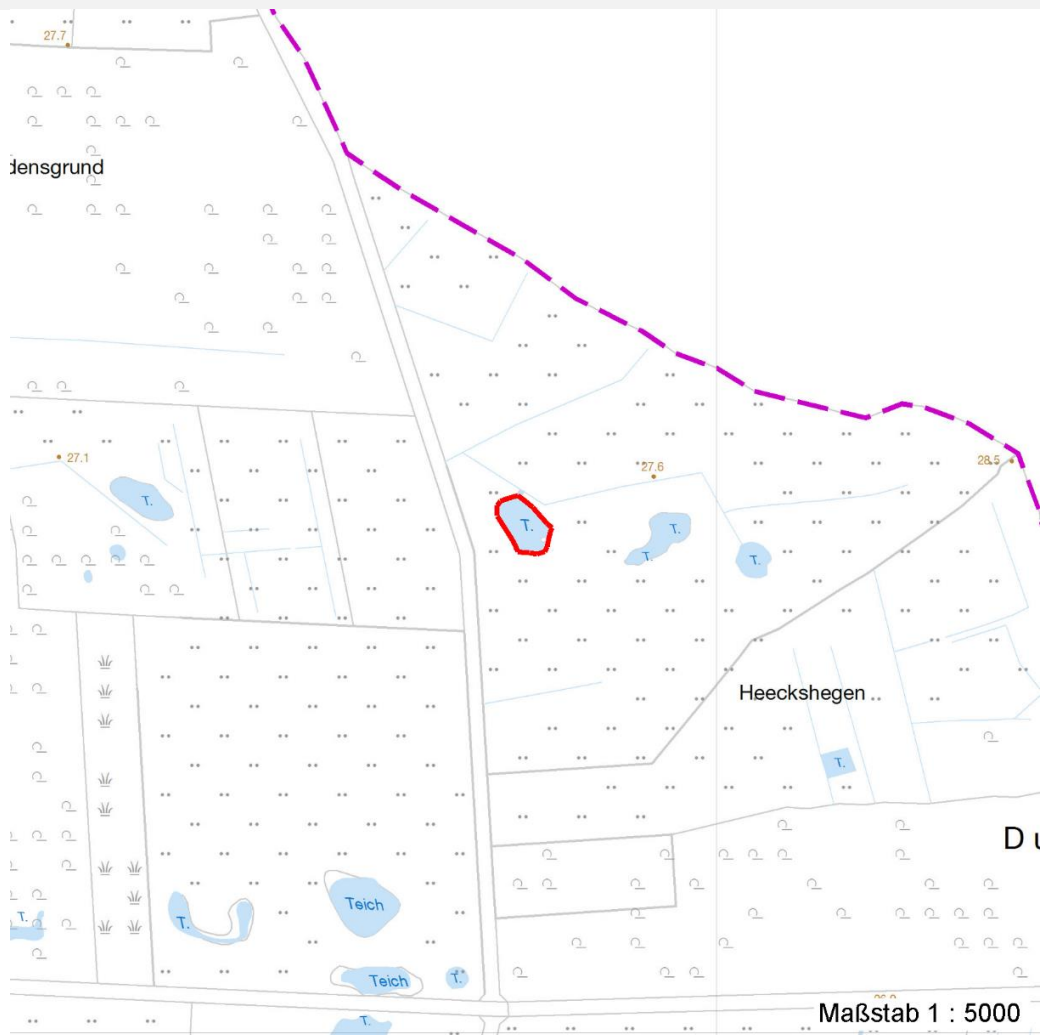 27.7
densgrund
27.1
27.6
28.5
T.
T.
T.
T.
T.
Heeckshegen
T.
D
Teich
T.
T.
Teich
T.
T.
Maßstab 1 : 5000